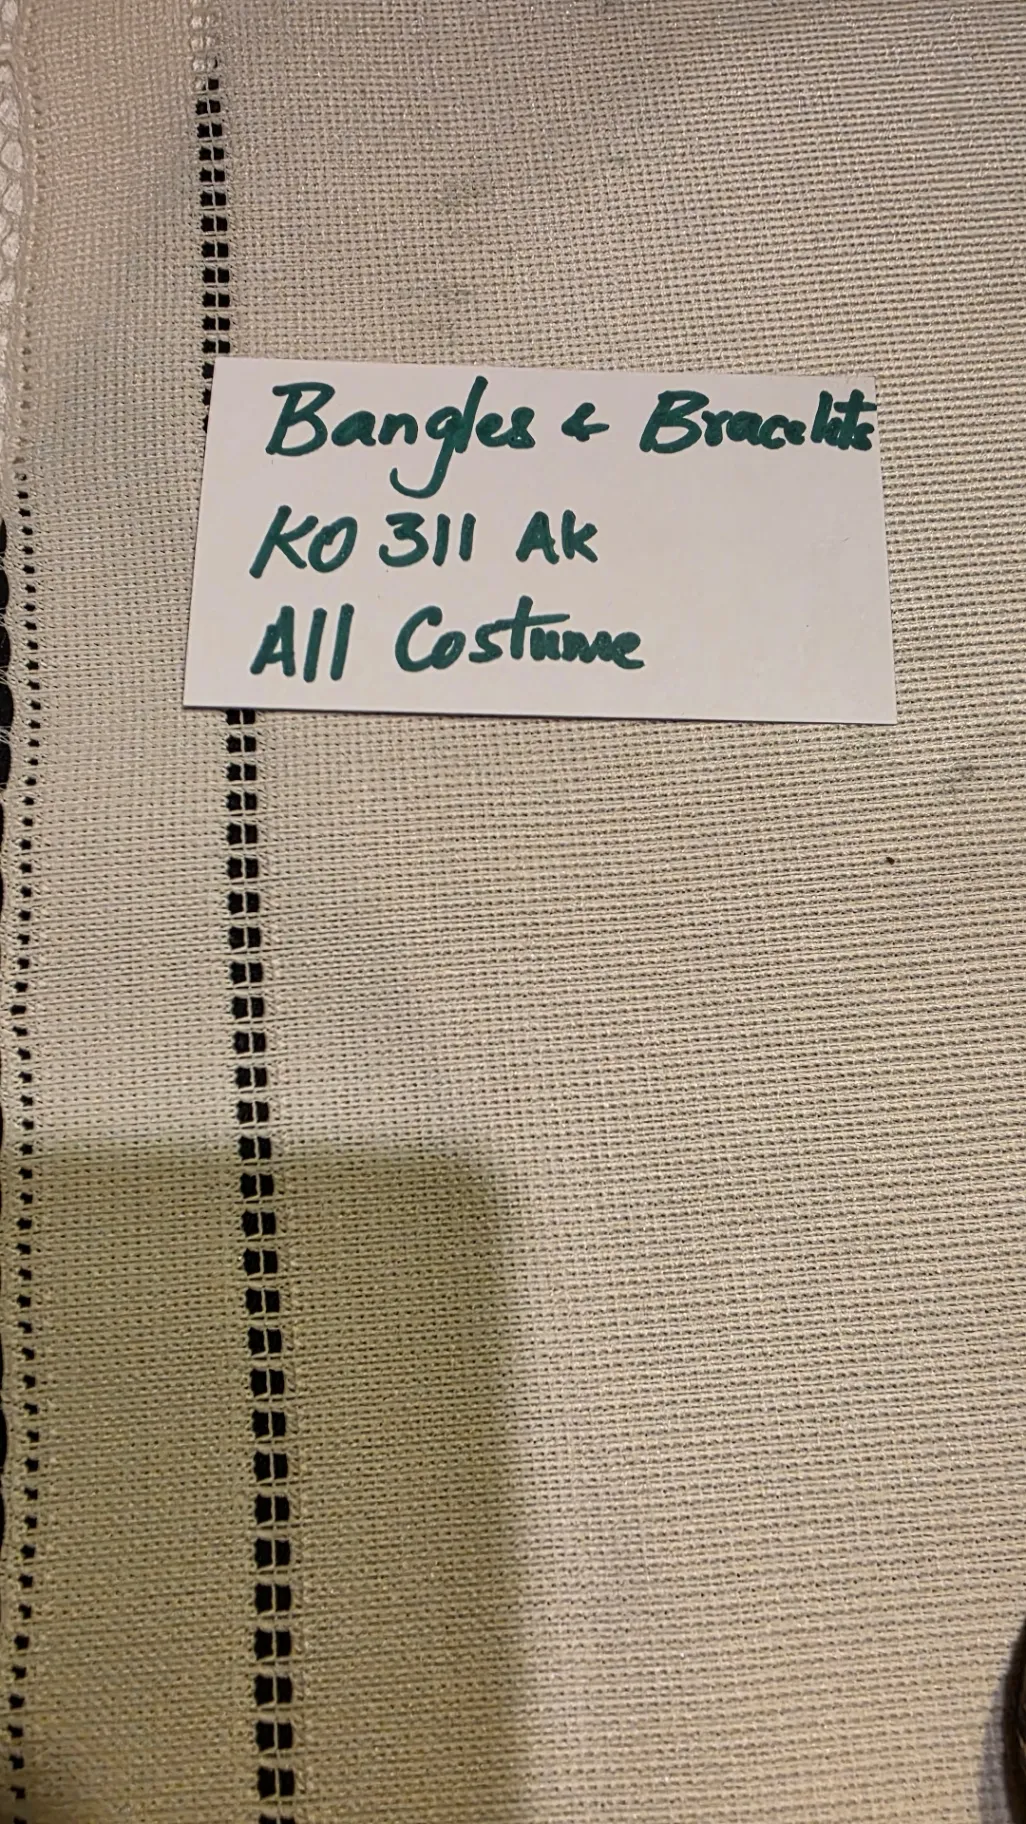 Bangles & Bracelets
KO 311 AK
All Costume